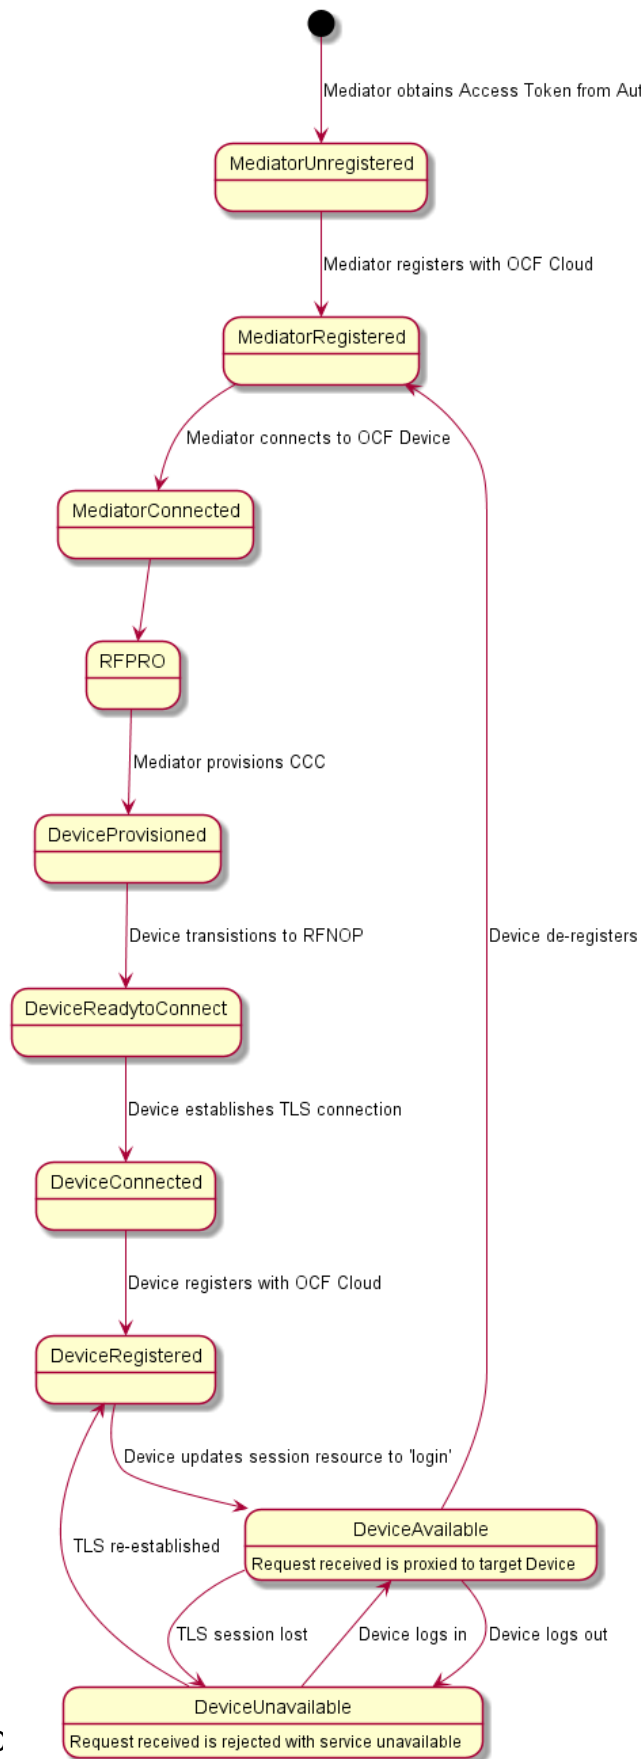 Mediator obtains Access Token from Aut
MediatorUnregistered
Mediator registers with OCF Cloud
MediatorRegistered
Mediator connects to OCF Device
MediatorConnected
RFPRO
Mediator provisions CCC
DeviceProvisioned
Device transistions to RFNOP
Device de-registers
DeviceReadytoConnect
Device establishes TLS connection
DeviceConnected
Device registers with OCF Cloud
DeviceRegistered
Device updates session resource to 'login'
DeviceAvailable
TLS re-established
Request received is proxied to target Device
TLS session lost
Device logs in
Device logs out
DeviceUnavailable
Request received is rejected with service unavailable